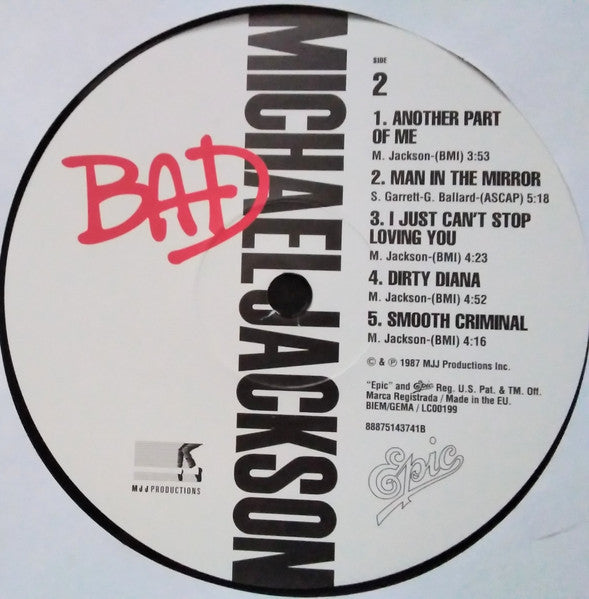 BAD
MICHAEL JACKSON
SIDE
2
1. ANOTHER PART
OF ME
M. Jackson-(BMI) 3:53
2. MAN IN THE MIRROR
S. Garrett-G. Ballard-(ASCAP) 5:18
3. I JUST CAN'T STOP
LOVING YOU
M. Jackson-(BMI) 4:23
4. DIRTY DIANA
M. Jackson-(BMI) 4:52
5. SMOOTH CRIMINAL
M. Jackson-(BMI) 4:16
© & ℗ 1987 MJJ Productions Inc.
"Epic" and Epic Reg. U.S. Pat. & TM. Off.
Marca Registrada / Made in the EU.
BIEM/GEMA / LC00199
88875143741B
Epic
MJJ PRODUCTIONS